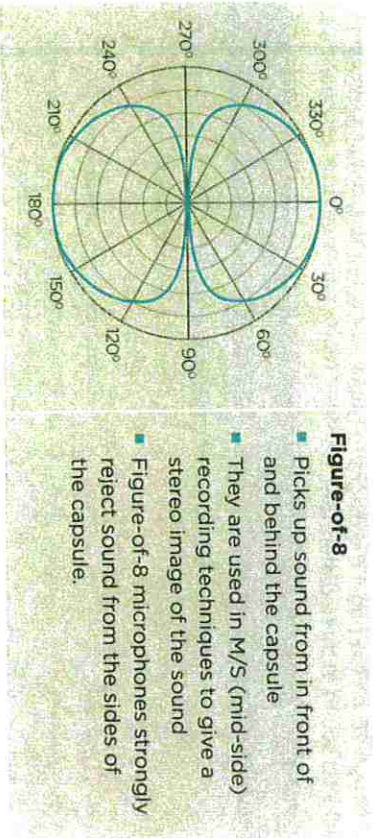 0°
30°
60°
90°
120°
150°
180°
210°
240°
270°
300°
330°
Figure-of-8
▪ Picks up sound from in front of
and behind the capsule
▪ They are used in M/S (mid-side)
recording techniques to give a
stereo image of the sound
▪ Figure-of-8 microphones strongly
reject sound from the sides of
the capsule.